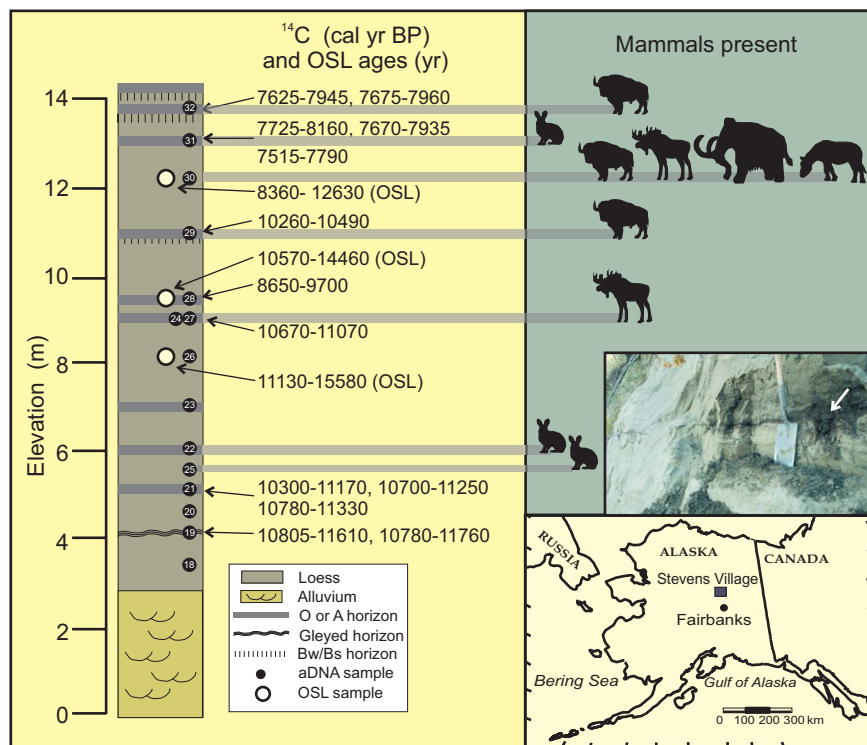 ¹⁴C (cal yr BP)
and OSL ages (yr)
Mammals present
Elevation (m)
14
12
10
8
6
4
2
0
32
31
30
29
28
24 27
26
23
22
25
21
20
19
18
7625-7945, 7675-7960
7725-8160, 7670-7935
7515-7790
8360- 12630 (OSL)
10260-10490
10570-14460 (OSL)
8650-9700
10670-11070
11130-15580 (OSL)
10300-11170, 10700-11250
10780-11330
10805-11610, 10780-11760
Loess
Alluvium
O or A horizon
Gleyed horizon
Bw/Bs horizon
aDNA sample
OSL sample
RUSSIA
ALASKA
CANADA
Stevens Village
Fairbanks
Bering Sea
Gulf of Alaska
0 100 200 300 km